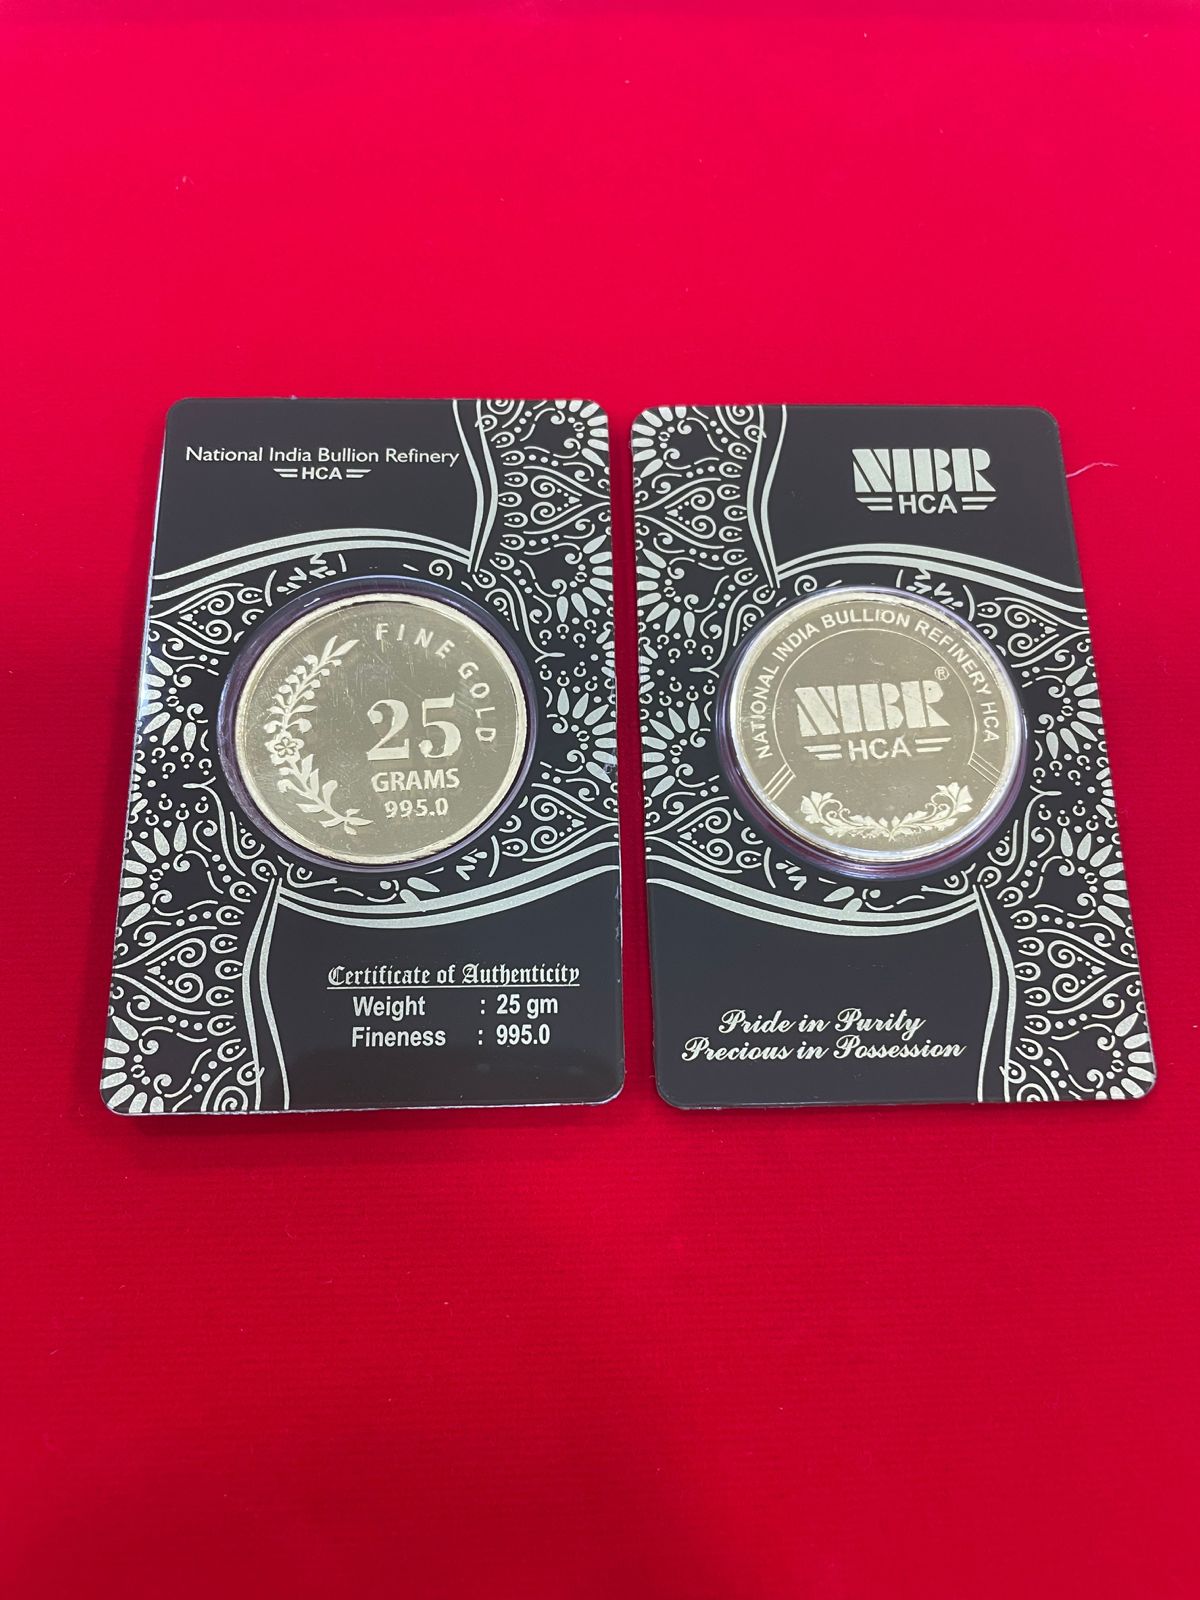 National India Bullion Refinery
HCA
FINE GOLD
25
GRAMS
995.0
Certificate of Authenticity
Weight : 25 gm
Fineness : 995.0
NIBR
HCA
NATIONAL INDIA BULLION REFINERY HCA
NIBR®
HCA
Pride in Purity
Precious in Possession